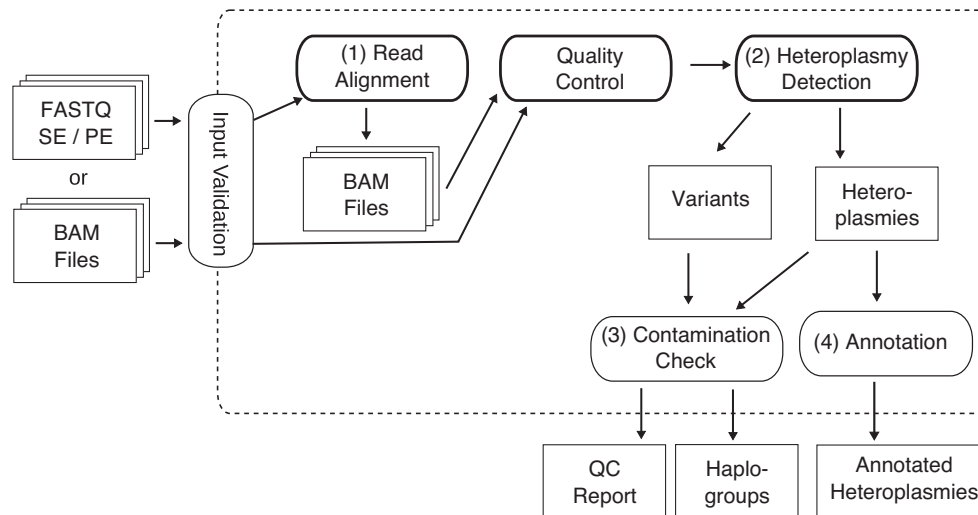 FASTQ
SE / PE
or
BAM
Files
Input Validation
(1) Read
Alignment
BAM
Files
Quality
Control
(2) Heteroplasmy
Detection
Variants
Hetero-
plasmies
(3) Contamination
Check
(4) Annotation
QC
Report
Haplo-
groups
Annotated
Heteroplasmies